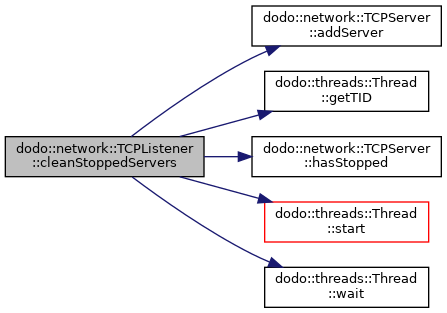 dodo::network::TCPServer
::addServer
dodo::threads::Thread
::getTID
dodo::network::TCPListener
::cleanStoppedServers
dodo::network::TCPServer
::hasStopped
dodo::threads::Thread
::start
dodo::threads::Thread
::wait